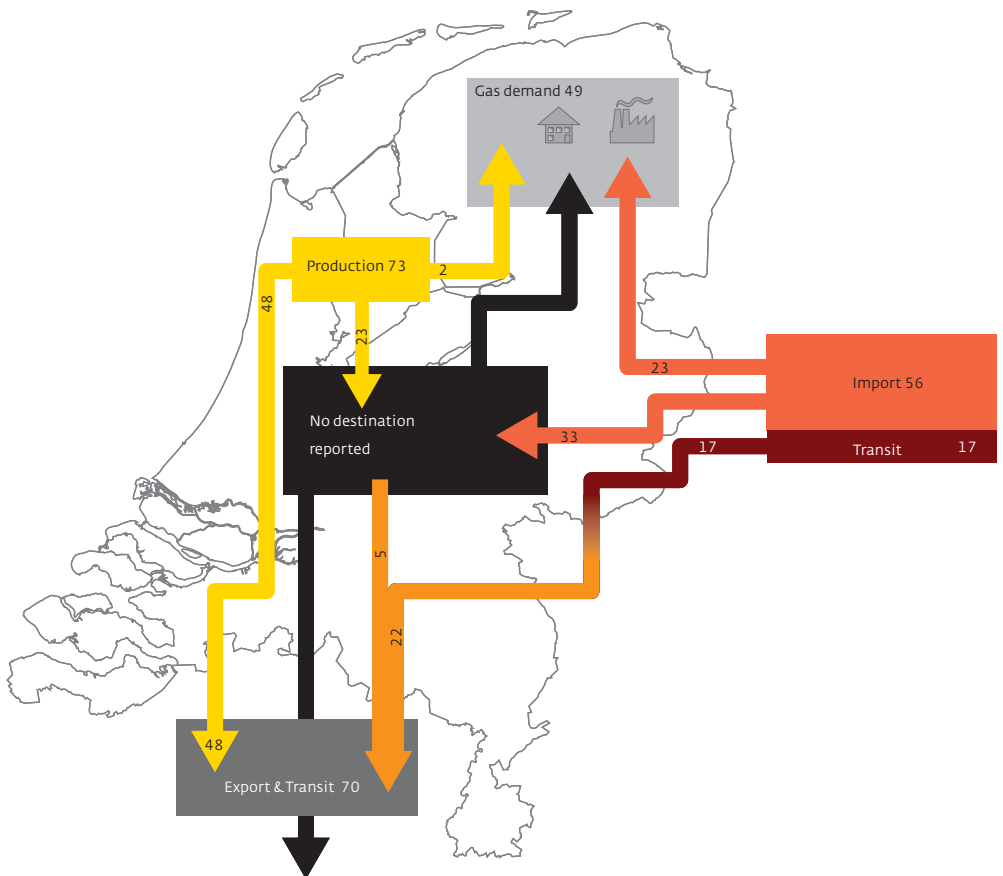 Gas demand 49
Production 73
2
48
23
23
Import 56
No destination
reported
33
17
Transit 17
5
22
48
Export & Transit 70